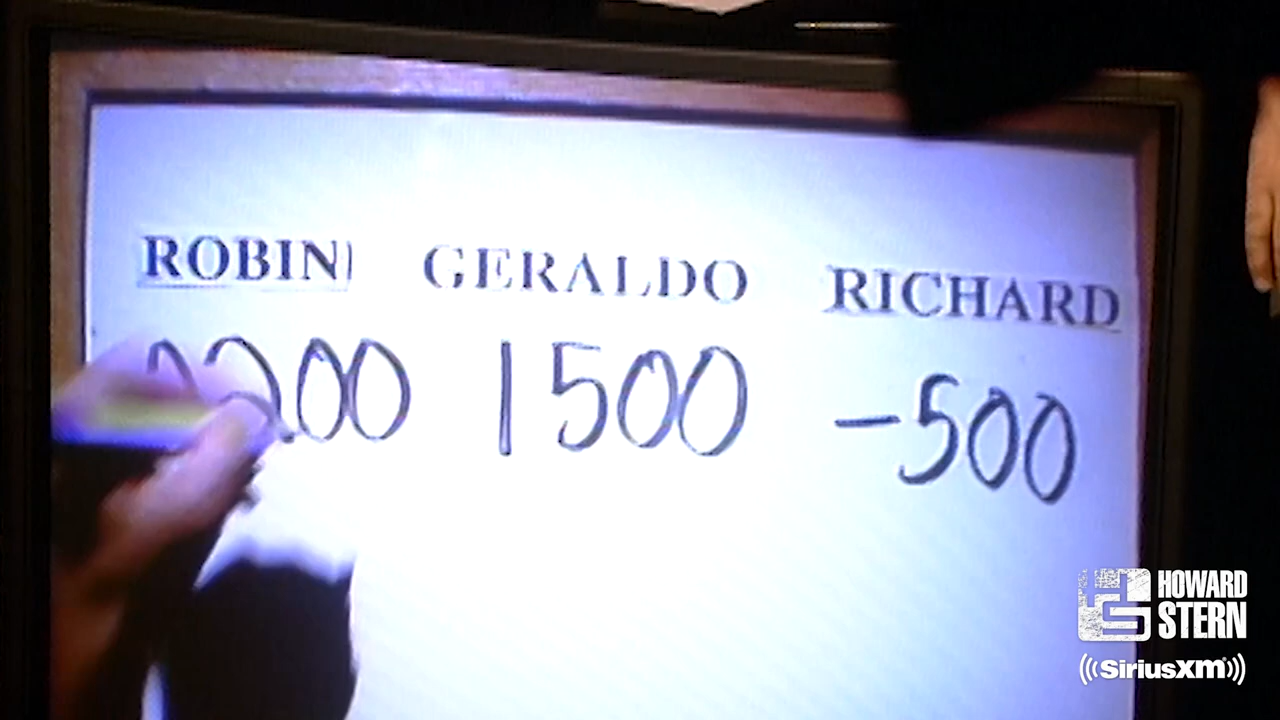 ROBIN GERALDO RICHARD
1500 -500
HOWARD
STERN
SiriusXM